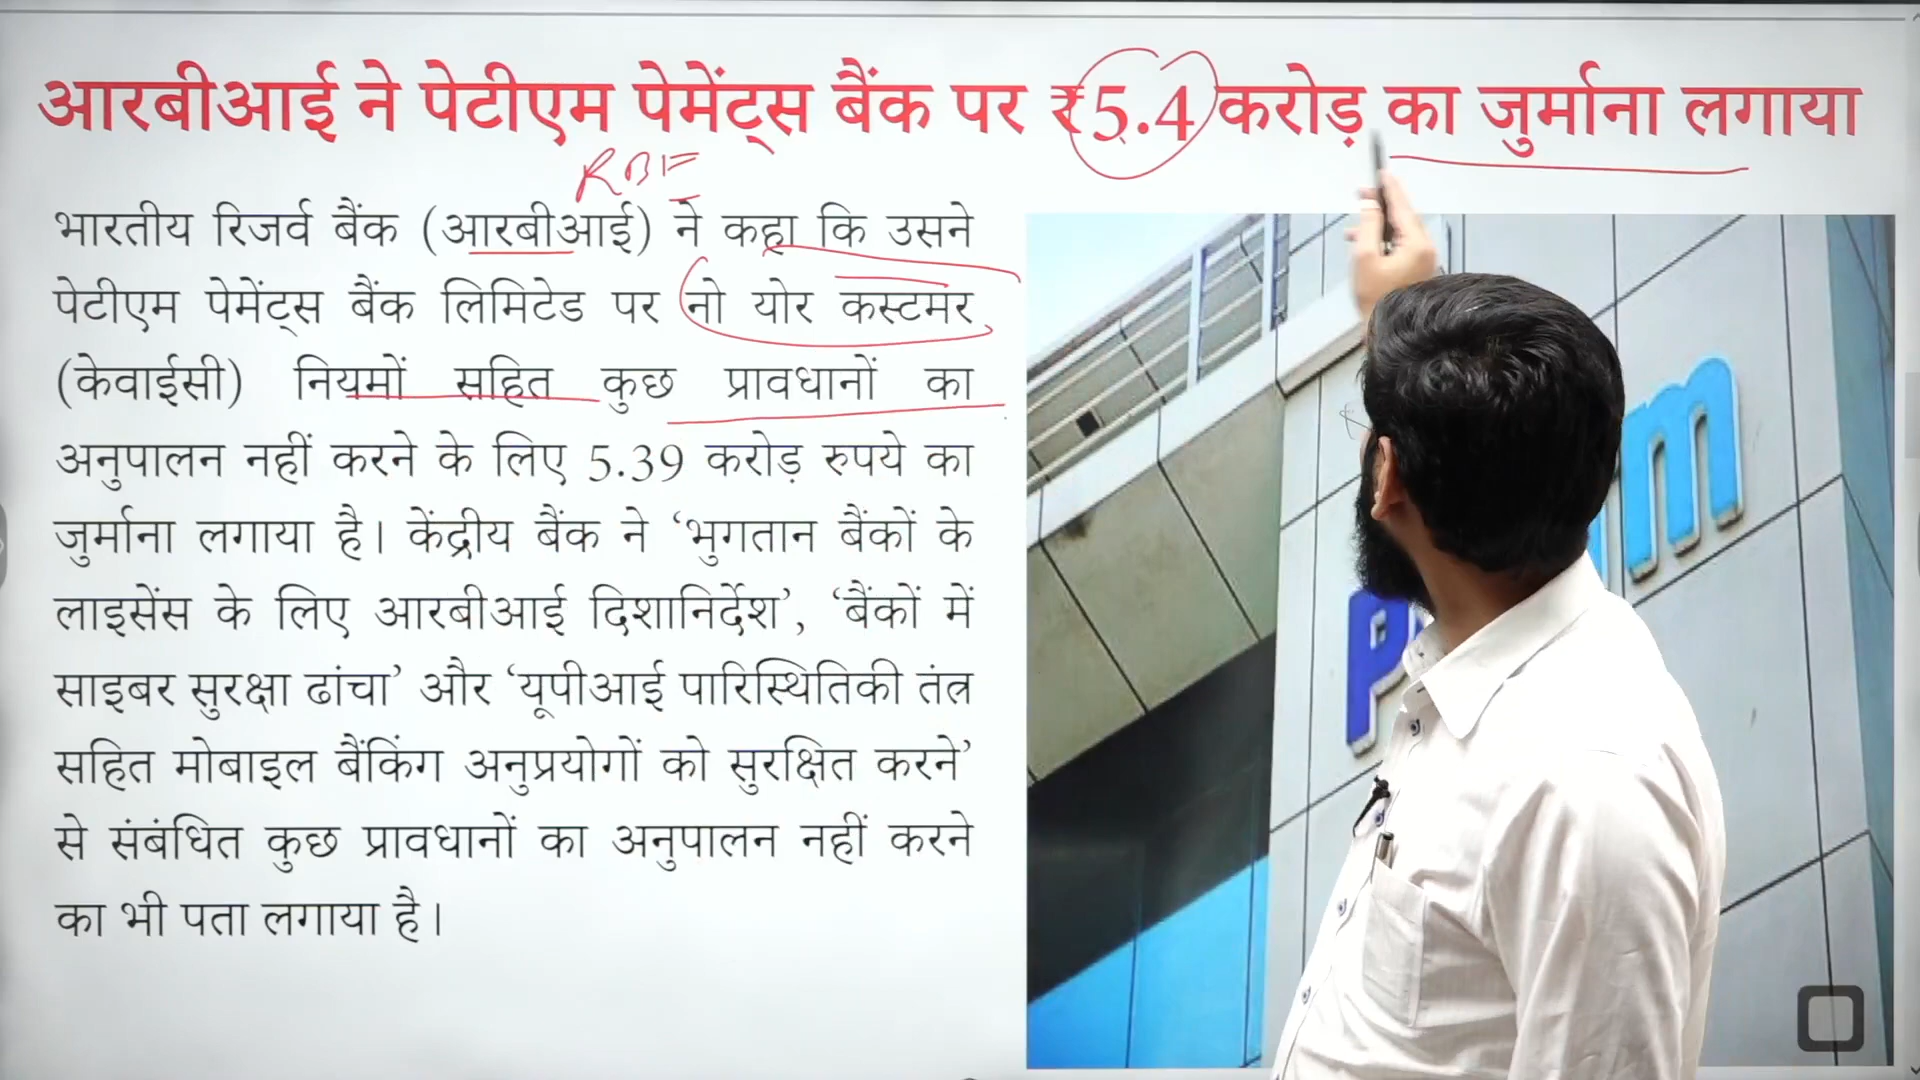 आरबीआई ने पेटीएम पेमेंट्स बैंक पर ₹5.4 करोड़ का जुर्माना लगाया
RBI
भारतीय रिजर्व बैंक (आरबीआई) ने कहा कि उसने
पेटीएम पेमेंट्स बैंक लिमिटेड पर नो योर कस्टमर
(केवाईसी) नियमों सहित कुछ प्रावधानों का
अनुपालन नहीं करने के लिए 5.39 करोड़ रुपये का
जुर्माना लगाया है। केंद्रीय बैंक ने ‘भुगतान बैंकों के
लाइसेंस के लिए आरबीआई दिशानिर्देश’, ‘बैंकों में
साइबर सुरक्षा ढांचा’ और ‘यूपीआई पारिस्थितिकी तंत्र
सहित मोबाइल बैंकिंग अनुप्रयोगों को सुरक्षित करने’
से संबंधित कुछ प्रावधानों का अनुपालन नहीं करने
का भी पता लगाया है।